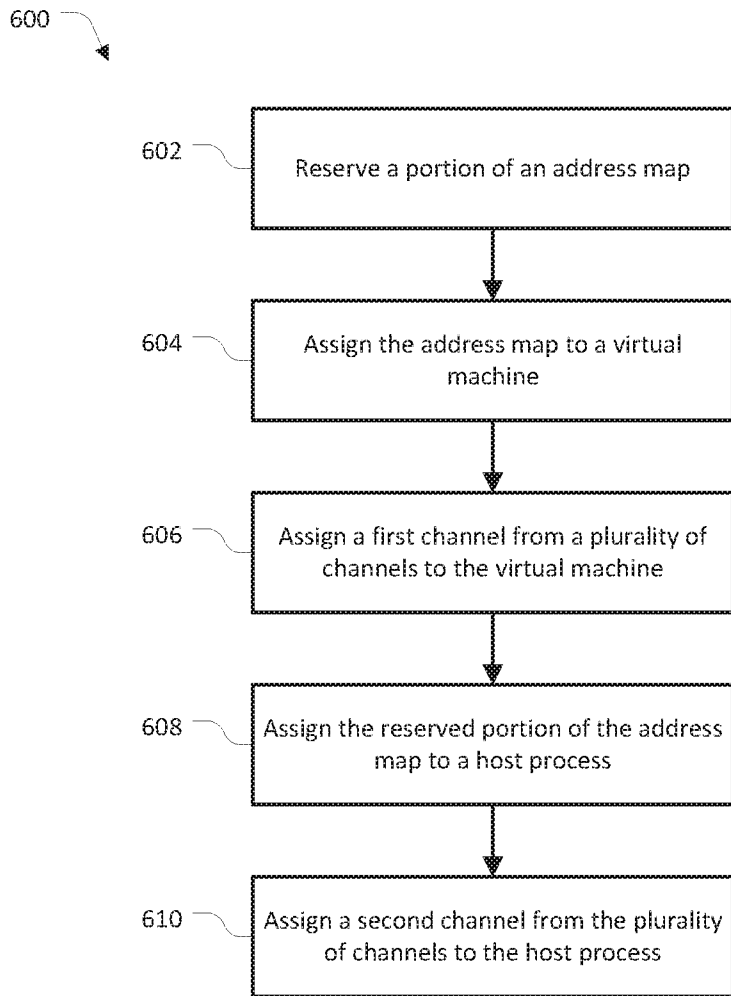 600
602
Reserve a portion of an address map
604
Assign the address map to a virtual
machine
606
Assign a first channel from a plurality of
channels to the virtual machine
608
Assign the reserved portion of the address
map to a host process
610
Assign a second channel from the plurality
of channels to the host process